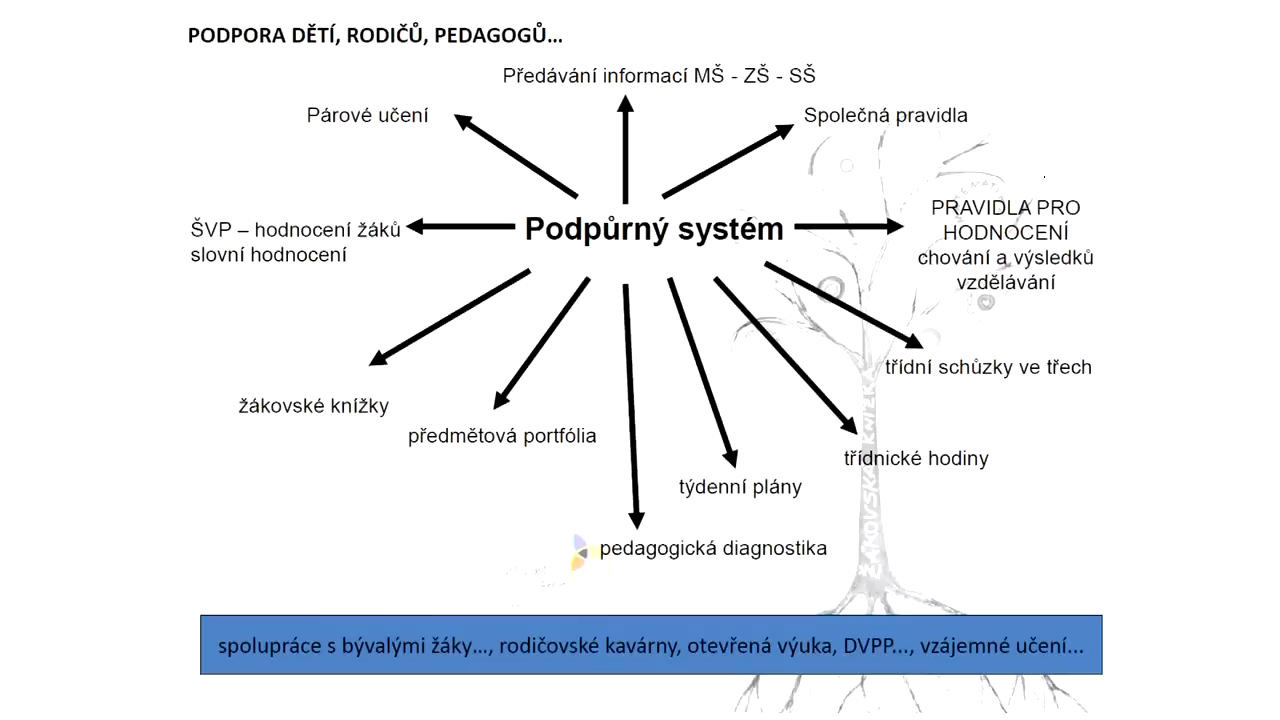 PODPORA DĚTÍ, RODIČŮ, PEDAGOGŮ...
Předávání informací MŠ - ZŠ - SŠ
Párové učení
Společná pravidla
Podpůrný systém
ŠVP – hodnocení žáků
slovní hodnocení
PRAVIDLA PRO
HODNOCENÍ
chování a výsledků
vzdělávání
třídní schůzky ve třech
žákovské knížky
předmětová portfólia
třídnické hodiny
týdenní plány
pedagogická diagnostika
ŽÁKOVSKÁ KNÍŽKA
spolupráce s bývalými žáky..., rodičovské kavárny, otevřená výuka, DVPP..., vzájemné učení...